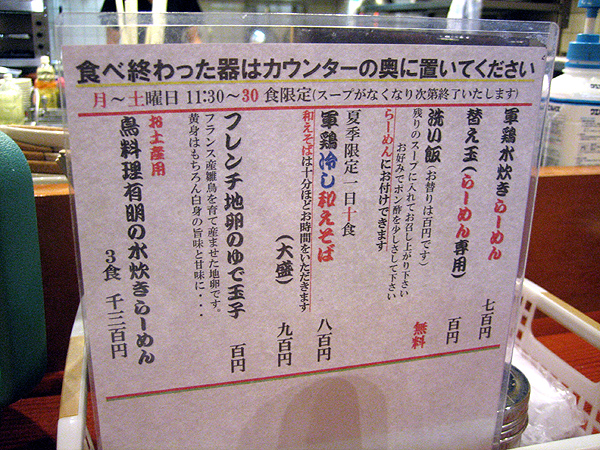 食べ終わった器はカウンターの奥に置いてください
月～土曜日 11:30～30食限定(スープがなくなり次第終了いたします)
軍鶏水炊きらーめん 七百円
替え玉(らーめん専用) 百円
洗い飯(お替りは百円です) 無料
残りのスープに入れてお召し上がり下さい
お好みでポン酢を少しさして下さい
らーめんにお付けできます
夏季限定一日十食
軍鶏冷し和えそば 八百円
和えそばは十分ほどお時間をいただきます
(大盛) 九百円
フレンチ地卵のゆで玉子 百円
フランス産雛鳥を育て産ませた地卵です。
黄身はもちろん白身の旨味と甘味に・・・
お土産用
鳥料理有明の水炊きらーめん
3食 千三百円